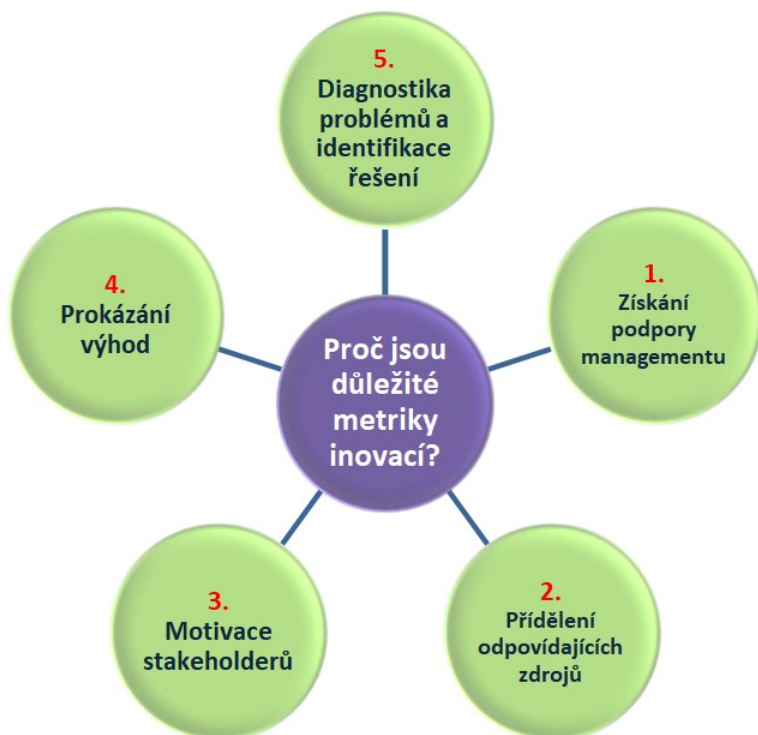 5.
Diagnostika
problémů a
identifikace
řešení
4.
Prokázání
výhod
1.
Získání
podpory
managementu
Proč jsou
důležité
metriky
inovací?
3.
Motivace
stakeholderů
2.
Přídělení
odpovídajících
zdrojů